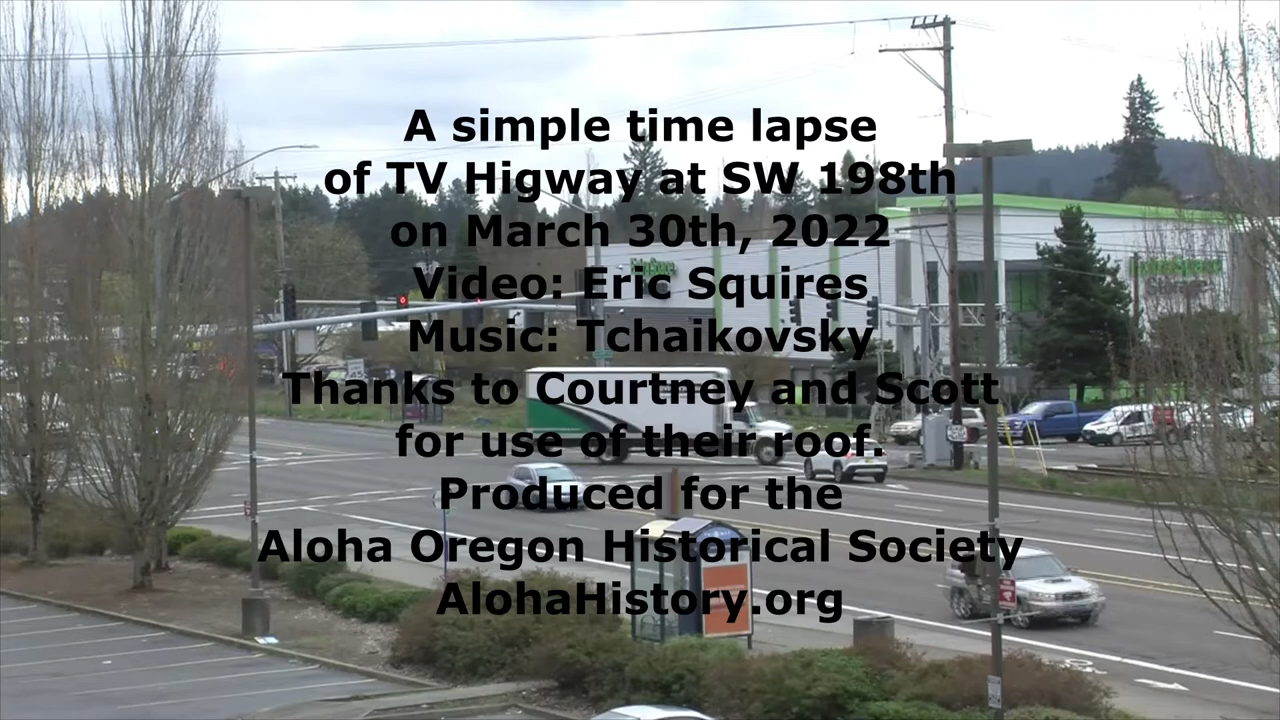 A simple time lapse
of TV Higway at SW 198th
on March 30th, 2022
Video: Eric Squires
Music: Tchaikovsky
Thanks to Courtney and Scott
for use of their roof.
Produced for the
Aloha Oregon Historical Society
AlohaHistory.org